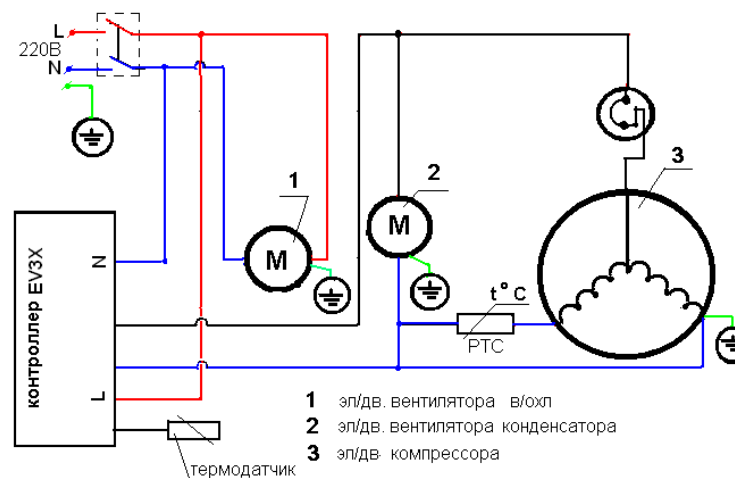 L
220В
N
1
М
2
М
3
контроллер EV3X
N
L
t°С
РТС
термодатчик
1 эл/дв. вентилятора в/охл
2 эл/дв. вентилятора конденсатора
3 эл/дв. компрессора